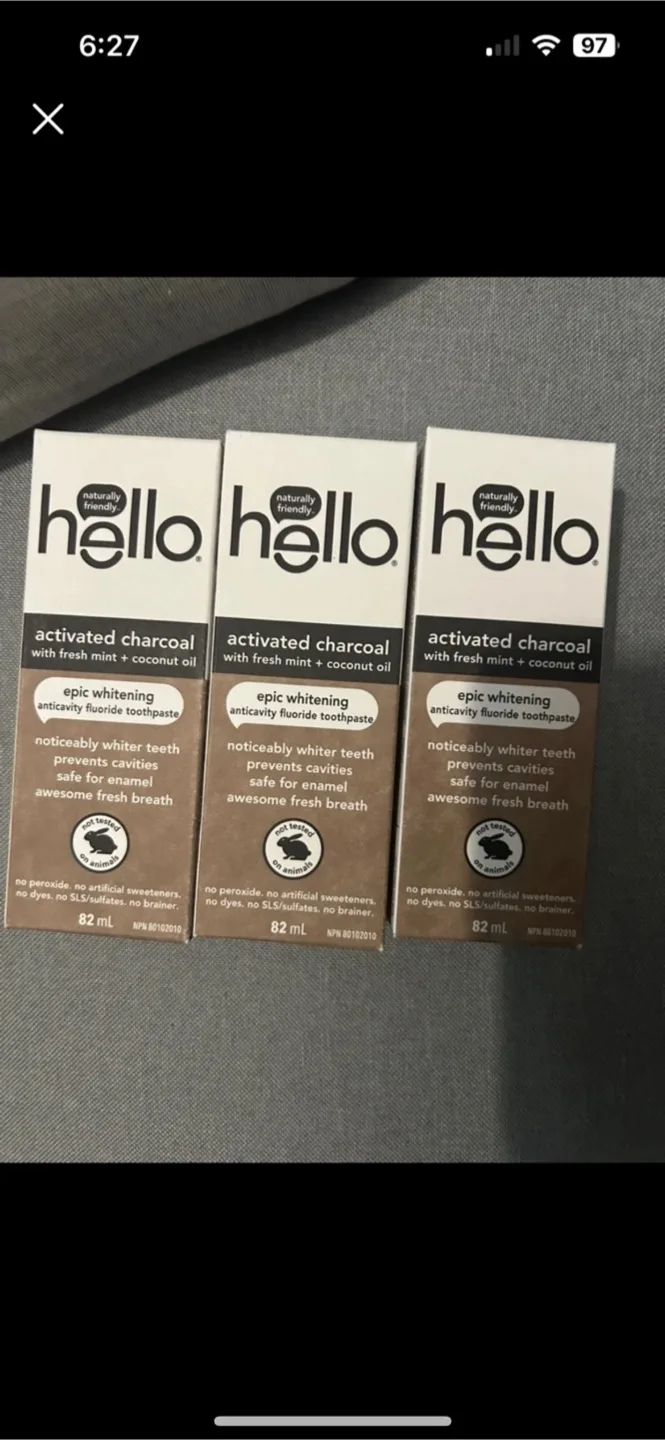 6:27
97
naturally
friendly.
hello®
activated charcoal
with fresh mint + coconut oil
epic whitening
anticavity fluoride toothpaste
noticeably whiter teeth
prevents cavities
safe for enamel
awesome fresh breath
not tested
on animals
no peroxide. no artificial sweeteners.
no dyes. no SLS/sulfates. no brainer.
82 mL NPN 80102010
naturally
friendly.
hello®
activated charcoal
with fresh mint + coconut oil
epic whitening
anticavity fluoride toothpaste
noticeably whiter teeth
prevents cavities
safe for enamel
awesome fresh breath
not tested
on animals
no peroxide. no artificial sweeteners.
no dyes. no SLS/sulfates. no brainer.
82 mL NPN 80102010
naturally
friendly.
hello®
activated charcoal
with fresh mint + coconut oil
epic whitening
anticavity fluoride toothpaste
noticeably whiter teeth
prevents cavities
safe for enamel
awesome fresh breath
not tested
on animals
no peroxide. no artificial sweeteners.
no dyes. no SLS/sulfates. no brainer.
82 mL NPN 80102010